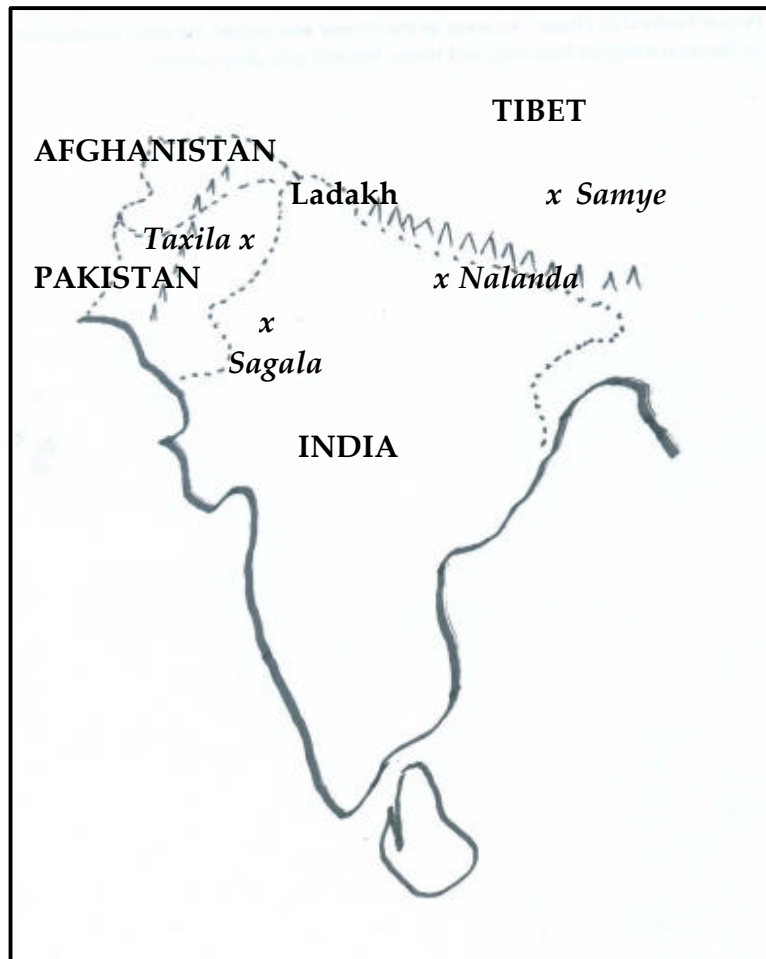 TIBET
AFGHANISTAN
Ladakh
x Samye
Taxila x
PAKISTAN
x Nalanda
x
Sagala
INDIA